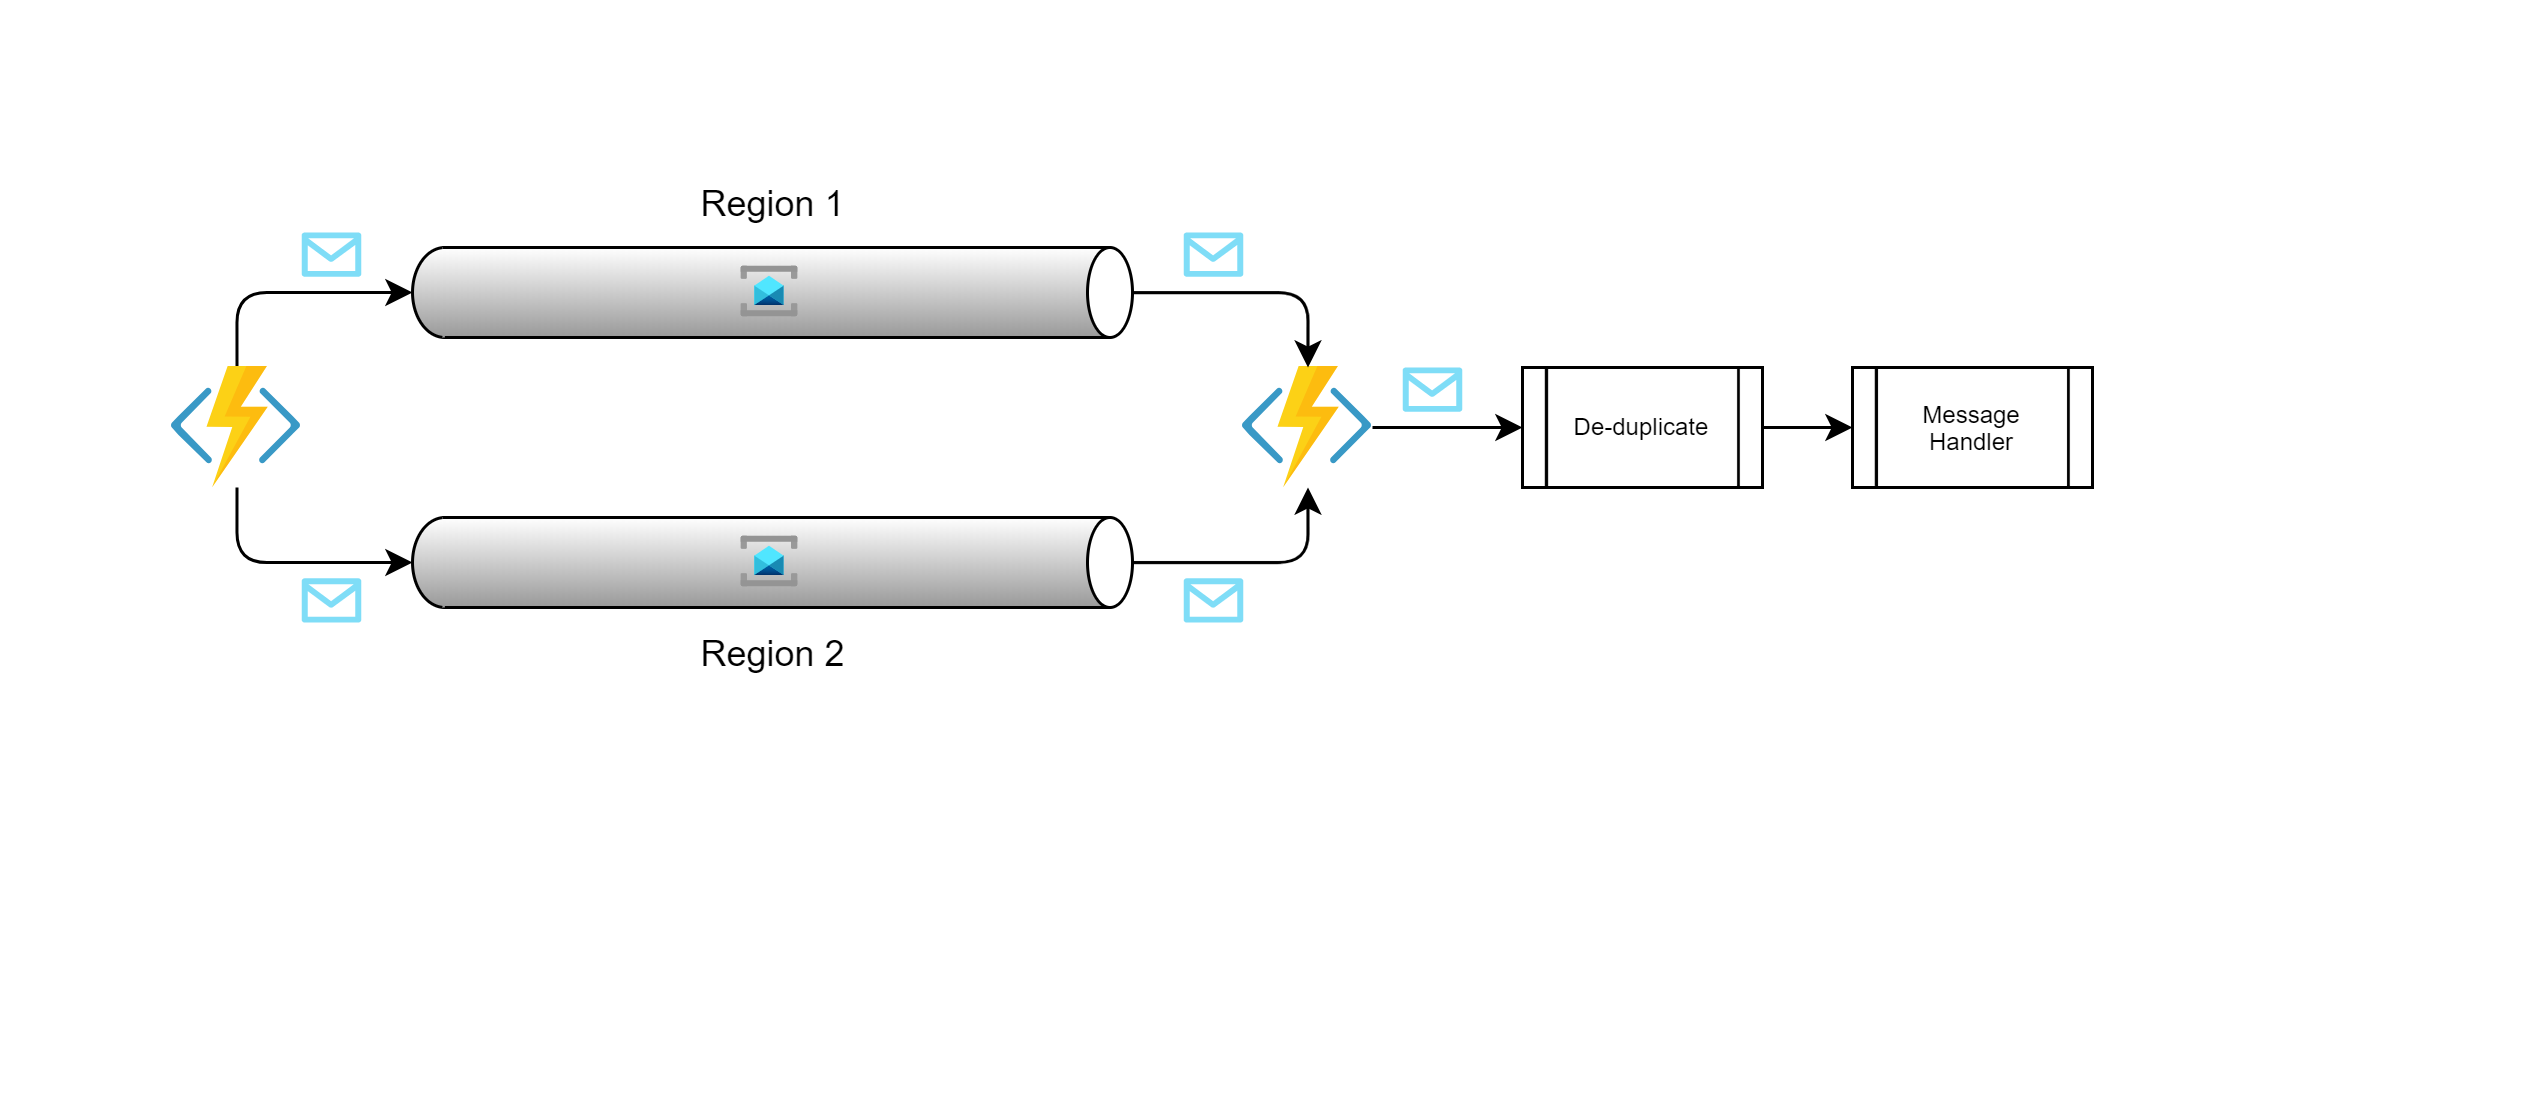 Region 1
De-duplicate
Message
Handler
Region 2